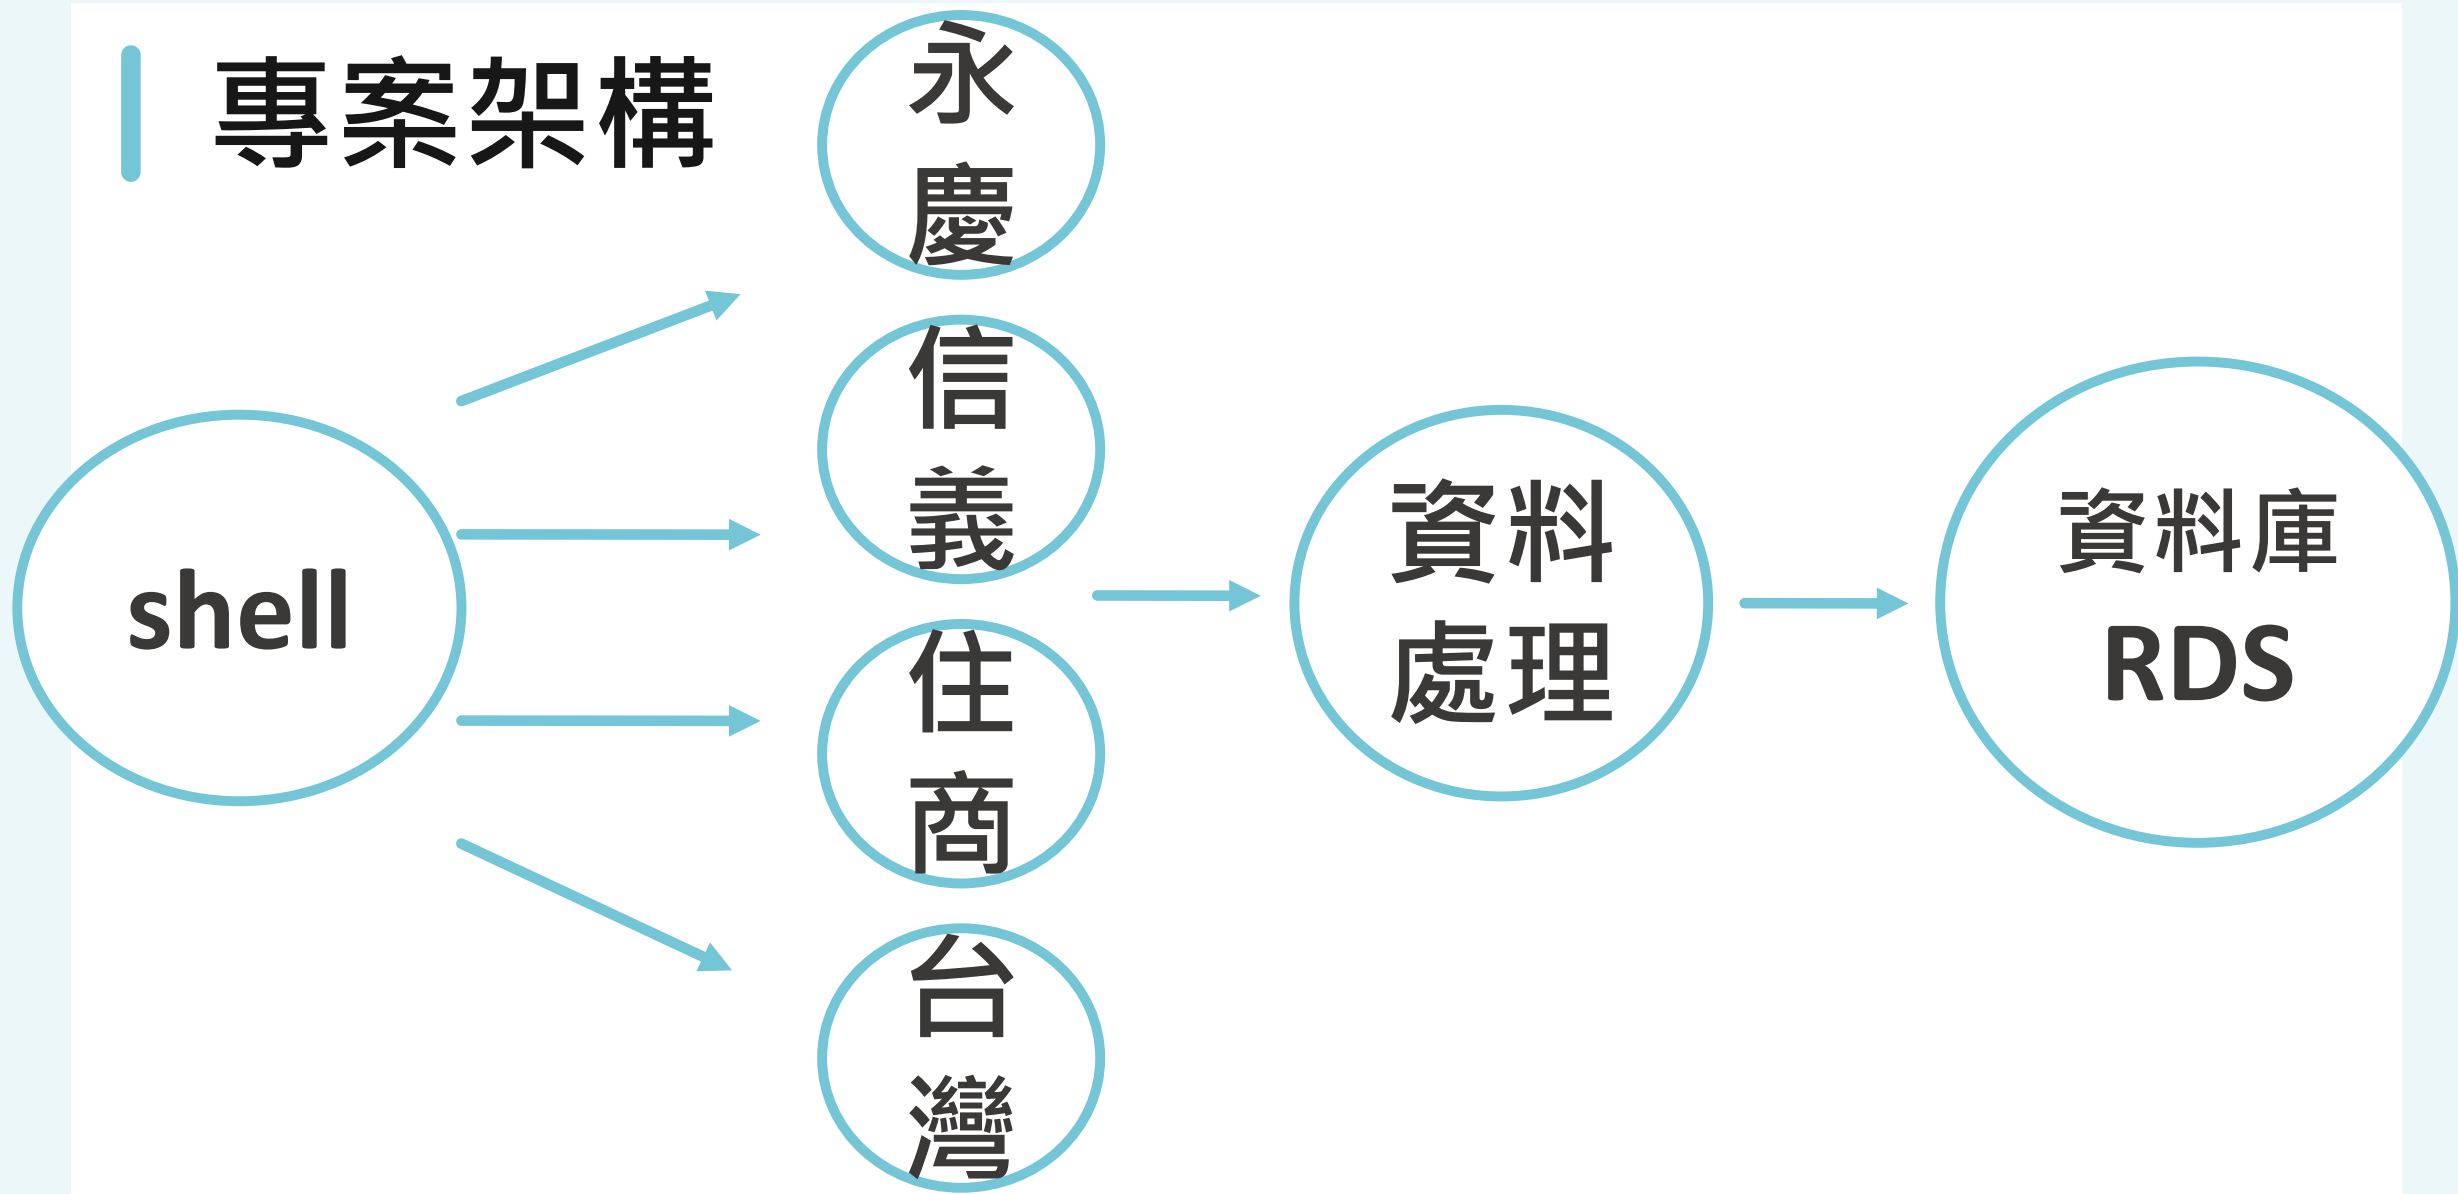 專案架構
shell
永
慶
信
義
住
商
台
灣
資料
處理
資料庫
RDS